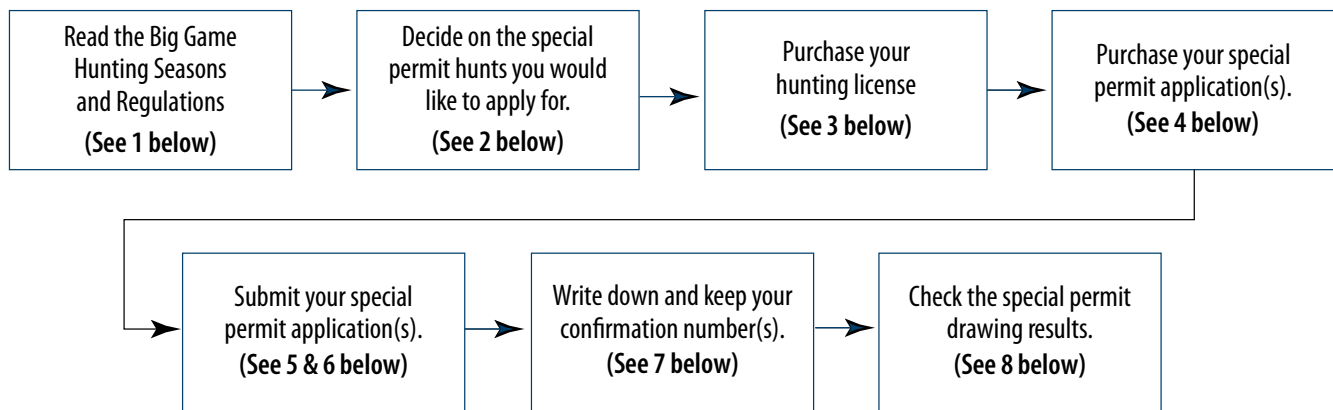 Read the Big Game
Hunting Seasons
and Regulations
(See 1 below)
Decide on the special
permit hunts you would
like to apply for.
(See 2 below)
Purchase your
hunting license
(See 3 below)
Purchase your special
permit application(s).
(See 4 below)
Submit your special
permit application(s).
(See 5 & 6 below)
Write down and keep your
confirmation number(s).
(See 7 below)
Check the special permit
drawing results.
(See 8 below)